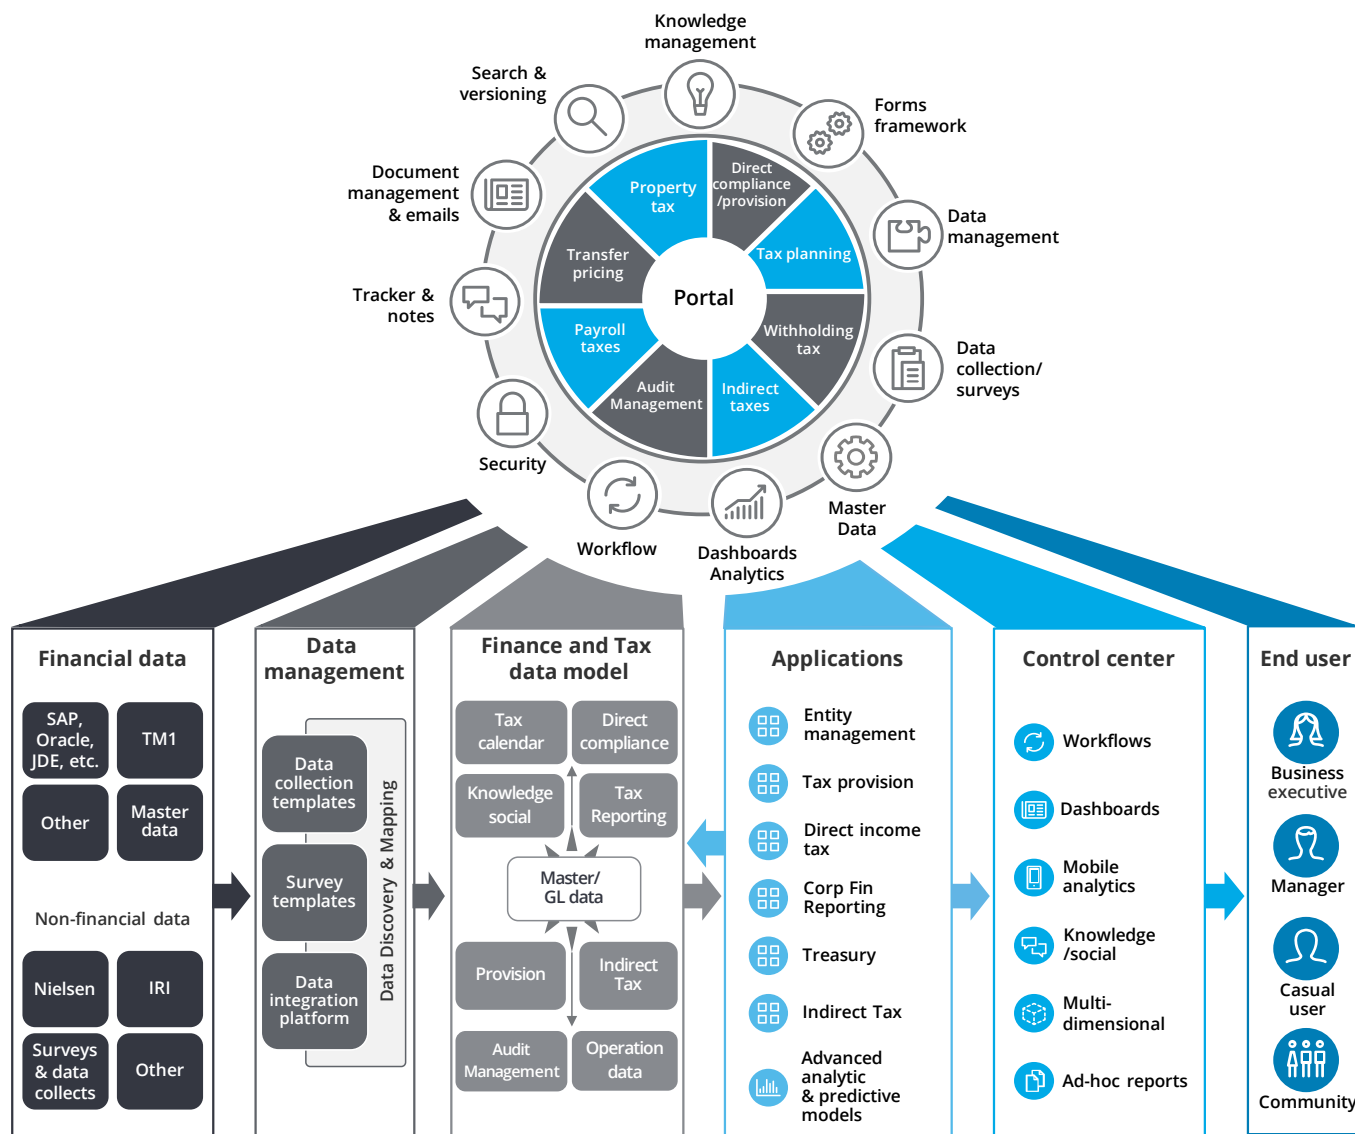 Knowledge
management
Search &
versioning
Forms
framework
Document
management
& emails
Data
management
Tracker &
notes
Data
collection/
surveys
Security
Master
Data
Workflow
Dashboards
Analytics
Property
tax
Direct
compliance
/provision
Transfer
pricing
Tax planning
Portal
Payroll
taxes
Withholding
tax
Audit
Management
Indirect
taxes
Financial data
SAP,
Oracle,
JDE, etc.
TM1
Other
Master
data
Non-financial data
Nielsen
IRI
Surveys
& data
collects
Other
Data
management
Data
collection
templates
Survey
templates
Data
integration
platform
Data Discovery & Mapping
Finance and Tax
data model
Tax
calendar
Direct
compliance
Knowledge
social
Tax
Reporting
Master/
GL data
Provision
Indirect
Tax
Audit
Management
Operation
data
Applications
Entity
management
Tax provision
Direct income
tax
Corp Fin
Reporting
Treasury
Indirect Tax
Advanced
analytic
& predictive
models
Control center
Workflows
Dashboards
Mobile
analytics
Knowledge
/social
Multi-
dimensional
Ad-hoc reports
End user
Business
executive
Manager
Casual
user
Community